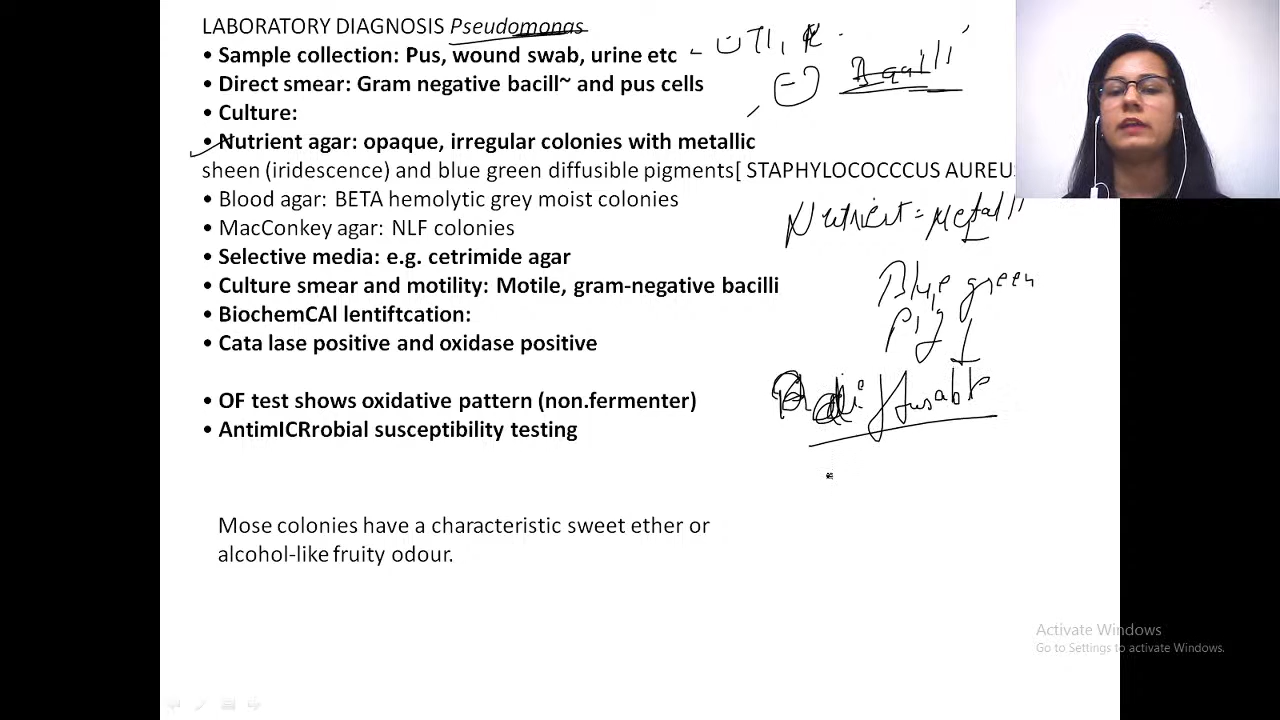 LABORATORY DIAGNOSIS Pseudomonas
• Sample collection: Pus, wound swab, urine etc
- UTI,
• Direct smear: Gram negative bacill~ and pus cells
(-) Bacilli
• Culture:
• Nutrient agar: opaque, irregular colonies with metallic
sheen (iridescence) and blue green diffusible pigments[ STAPHYLOCOCCCUS AUREU
• Blood agar: BETA hemolytic grey moist colonies
Nutrient = Metalli
• MacConkey agar: NLF colonies
• Selective media: e.g. cetrimide agar
Blue green
• Culture smear and motility: Motile, gram-negative bacilli
• BiochemCAl lentiftcation:
Pig
• Cata lase positive and oxidase positive
diffusable
• OF test shows oxidative pattern (non.fermenter)
• AntimICRrobial susceptibility testing
Mose colonies have a characteristic sweet ether or
alcohol-like fruity odour.
Activate Windows
Go to Settings to activate Windows.